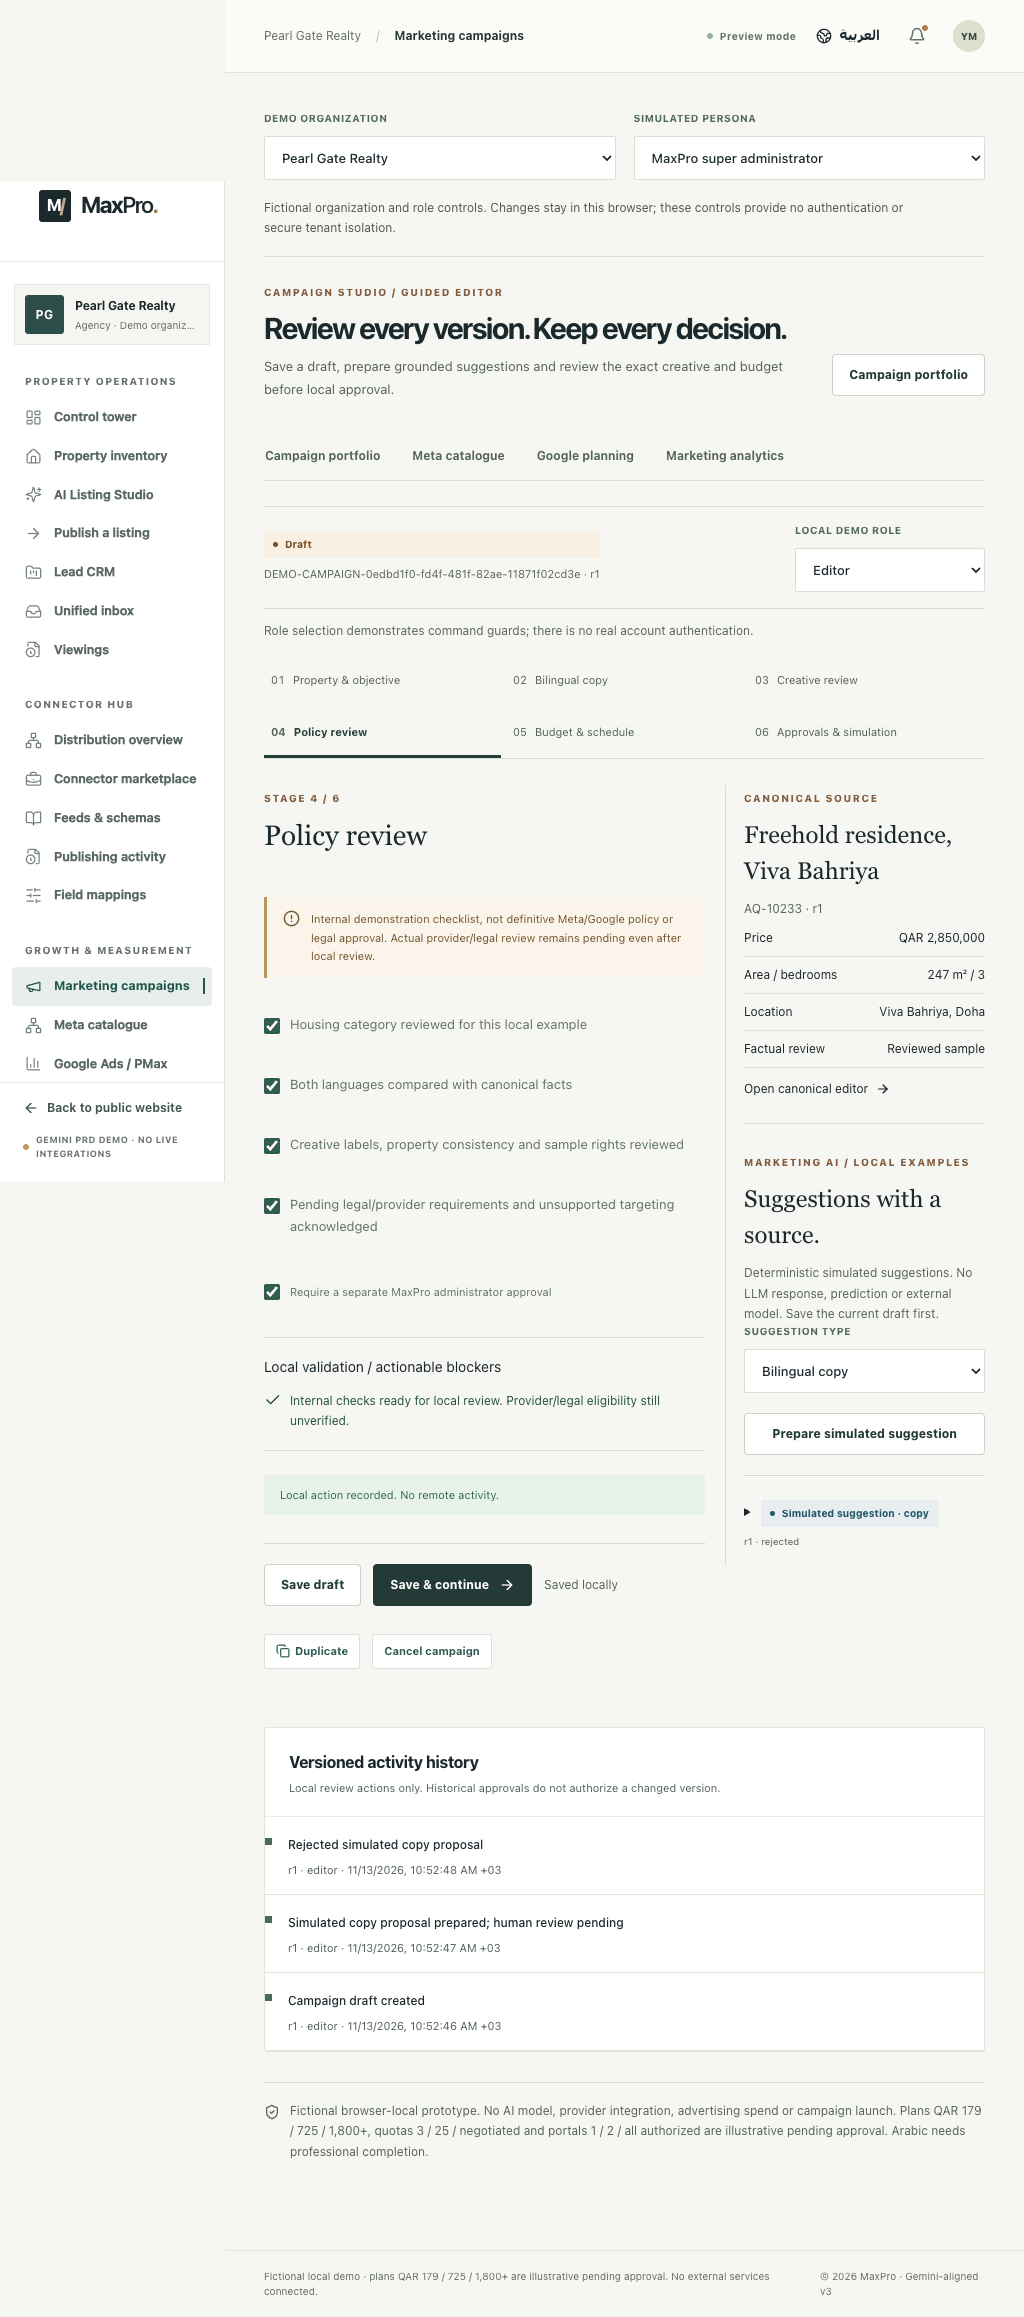 Pearl Gate Realty / Marketing campaigns
Preview mode
العربية
YM
DEMO ORGANIZATION
Pearl Gate Realty
SIMULATED PERSONA
MaxPro super administrator
Fictional organization and role controls. Changes stay in this browser; these controls provide no authentication or
secure tenant isolation.
M/ MaxPro.
PG
Pearl Gate Realty
Agency · Demo organiz...
PROPERTY OPERATIONS
Control tower
Property inventory
AI Listing Studio
Publish a listing
Lead CRM
Unified inbox
Viewings
CONNECTOR HUB
Distribution overview
Connector marketplace
Feeds & schemas
Publishing activity
Field mappings
GROWTH & MEASUREMENT
Marketing campaigns
Meta catalogue
Google Ads / PMax
Back to public website
GEMINI PRD DEMO · NO LIVE
INTEGRATIONS
CAMPAIGN STUDIO / GUIDED EDITOR
Review every version. Keep every decision.
Save a draft, prepare grounded suggestions and review the exact creative and budget
before local approval.
Campaign portfolio
Campaign portfolio
Meta catalogue
Google planning
Marketing analytics
Draft
DEMO-CAMPAIGN-0edbd1f0-fd4f-481f-82ae-11871f02cd3e · r1
LOCAL DEMO ROLE
Editor
Role selection demonstrates command guards; there is no real account authentication.
01 Property & objective
02 Bilingual copy
03 Creative review
04 Policy review
05 Budget & schedule
06 Approvals & simulation
STAGE 4 / 6
Policy review
Internal demonstration checklist, not definitive Meta/Google policy or
legal approval. Actual provider/legal review remains pending even after
local review.
Housing category reviewed for this local example
Both languages compared with canonical facts
Creative labels, property consistency and sample rights reviewed
Pending legal/provider requirements and unsupported targeting
acknowledged
Require a separate MaxPro administrator approval
Local validation / actionable blockers
Internal checks ready for local review. Provider/legal eligibility still
unverified.
Local action recorded. No remote activity.
Save draft
Save & continue
Saved locally
Duplicate
Cancel campaign
CANONICAL SOURCE
Freehold residence,
Viva Bahriya
AQ-10233 · r1
Price QAR 2,850,000
Area / bedrooms 247 m² / 3
Location Viva Bahriya, Doha
Factual review Reviewed sample
Open canonical editor
MARKETING AI / LOCAL EXAMPLES
Suggestions with a
source.
Deterministic simulated suggestions. No
LLM response, prediction or external
model. Save the current draft first.
SUGGESTION TYPE
Bilingual copy
Prepare simulated suggestion
Simulated suggestion · copy
r1 · rejected
Versioned activity history
Local review actions only. Historical approvals do not authorize a changed version.
Rejected simulated copy proposal
r1 · editor · 11/13/2026, 10:52:48 AM +03
Simulated copy proposal prepared; human review pending
r1 · editor · 11/13/2026, 10:52:47 AM +03
Campaign draft created
r1 · editor · 11/13/2026, 10:52:46 AM +03
Fictional browser-local prototype. No AI model, provider integration, advertising spend or campaign launch. Plans QAR 179
/ 725 / 1,800+, quotas 3 / 25 / negotiated and portals 1 / 2 / all authorized are illustrative pending approval. Arabic needs
professional completion.
Fictional local demo · plans QAR 179 / 725 / 1,800+ are illustrative pending approval. No external services
connected.
© 2026 MaxPro · Gemini-aligned
v3